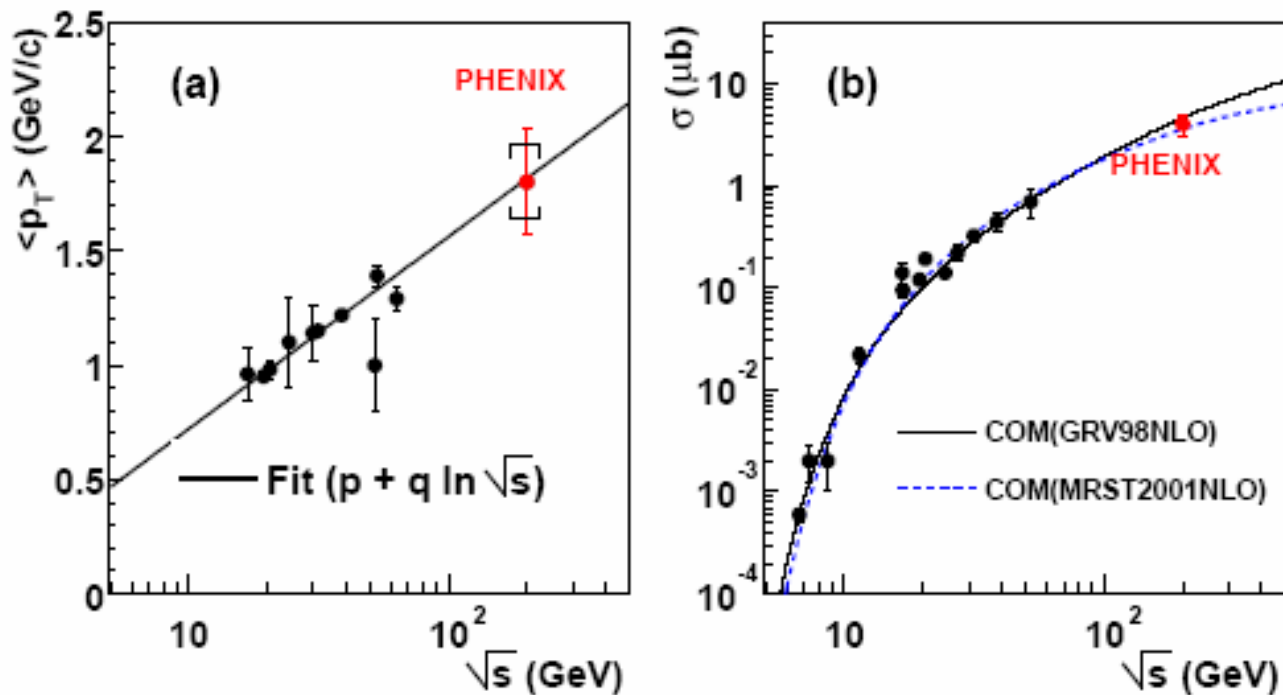 2.5
2
1.5
1
0.5
0
<p_T> (GeV/c)
(a)
PHENIX
Fit (p + q ln √s)
10
10²
√s (GeV)
10
1
10⁻¹
10⁻²
10⁻³
10⁻⁴
σ (μb)
(b)
PHENIX
COM(GRV98NLO)
COM(MRST2001NLO)
10
10²
√s (GeV)